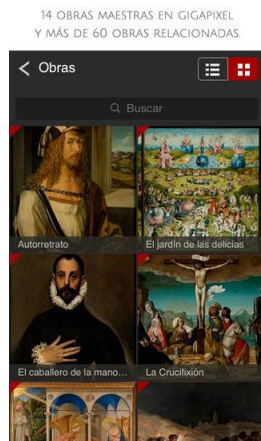 14 OBRAS MAESTRAS EN GIGAPIXEL
Y MÁS DE 60 OBRAS RELACIONADAS.
Obras
Buscar
Autorretrato
El jardín de las delicias
El caballero de la mano...
La Crucifixión